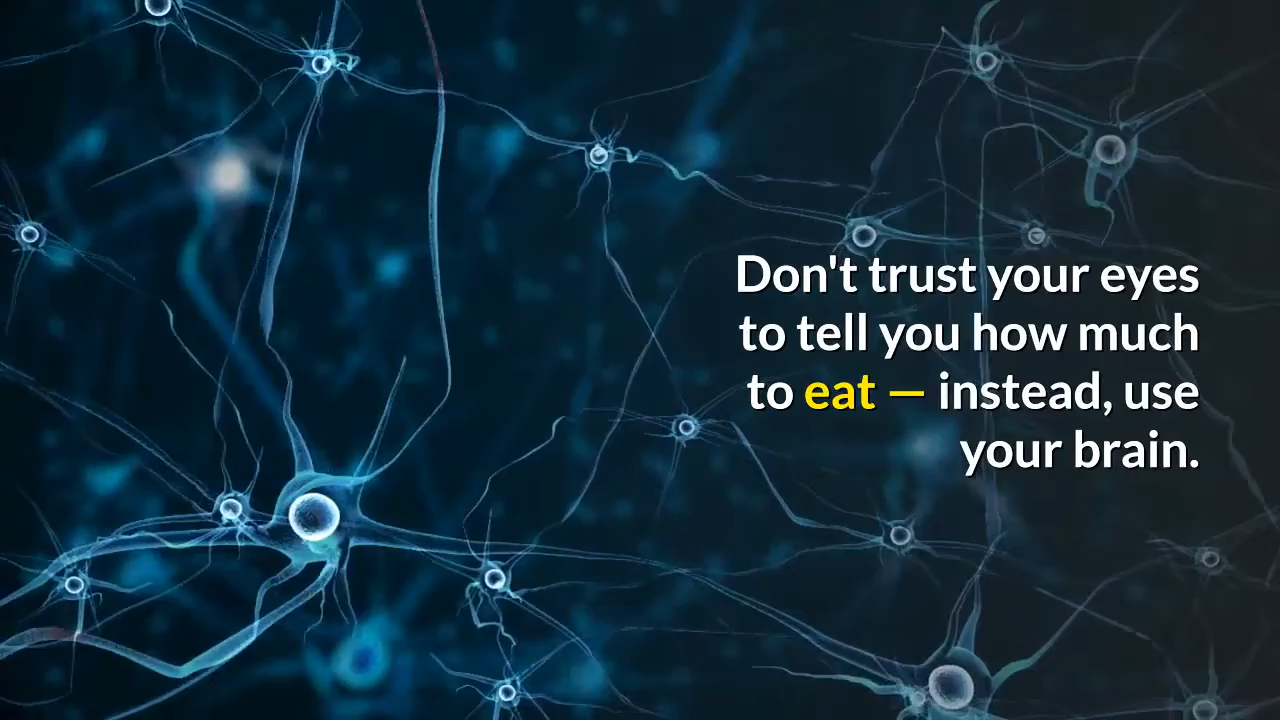 Don't trust your eyes
to tell you how much
to eat — instead, use
your brain.